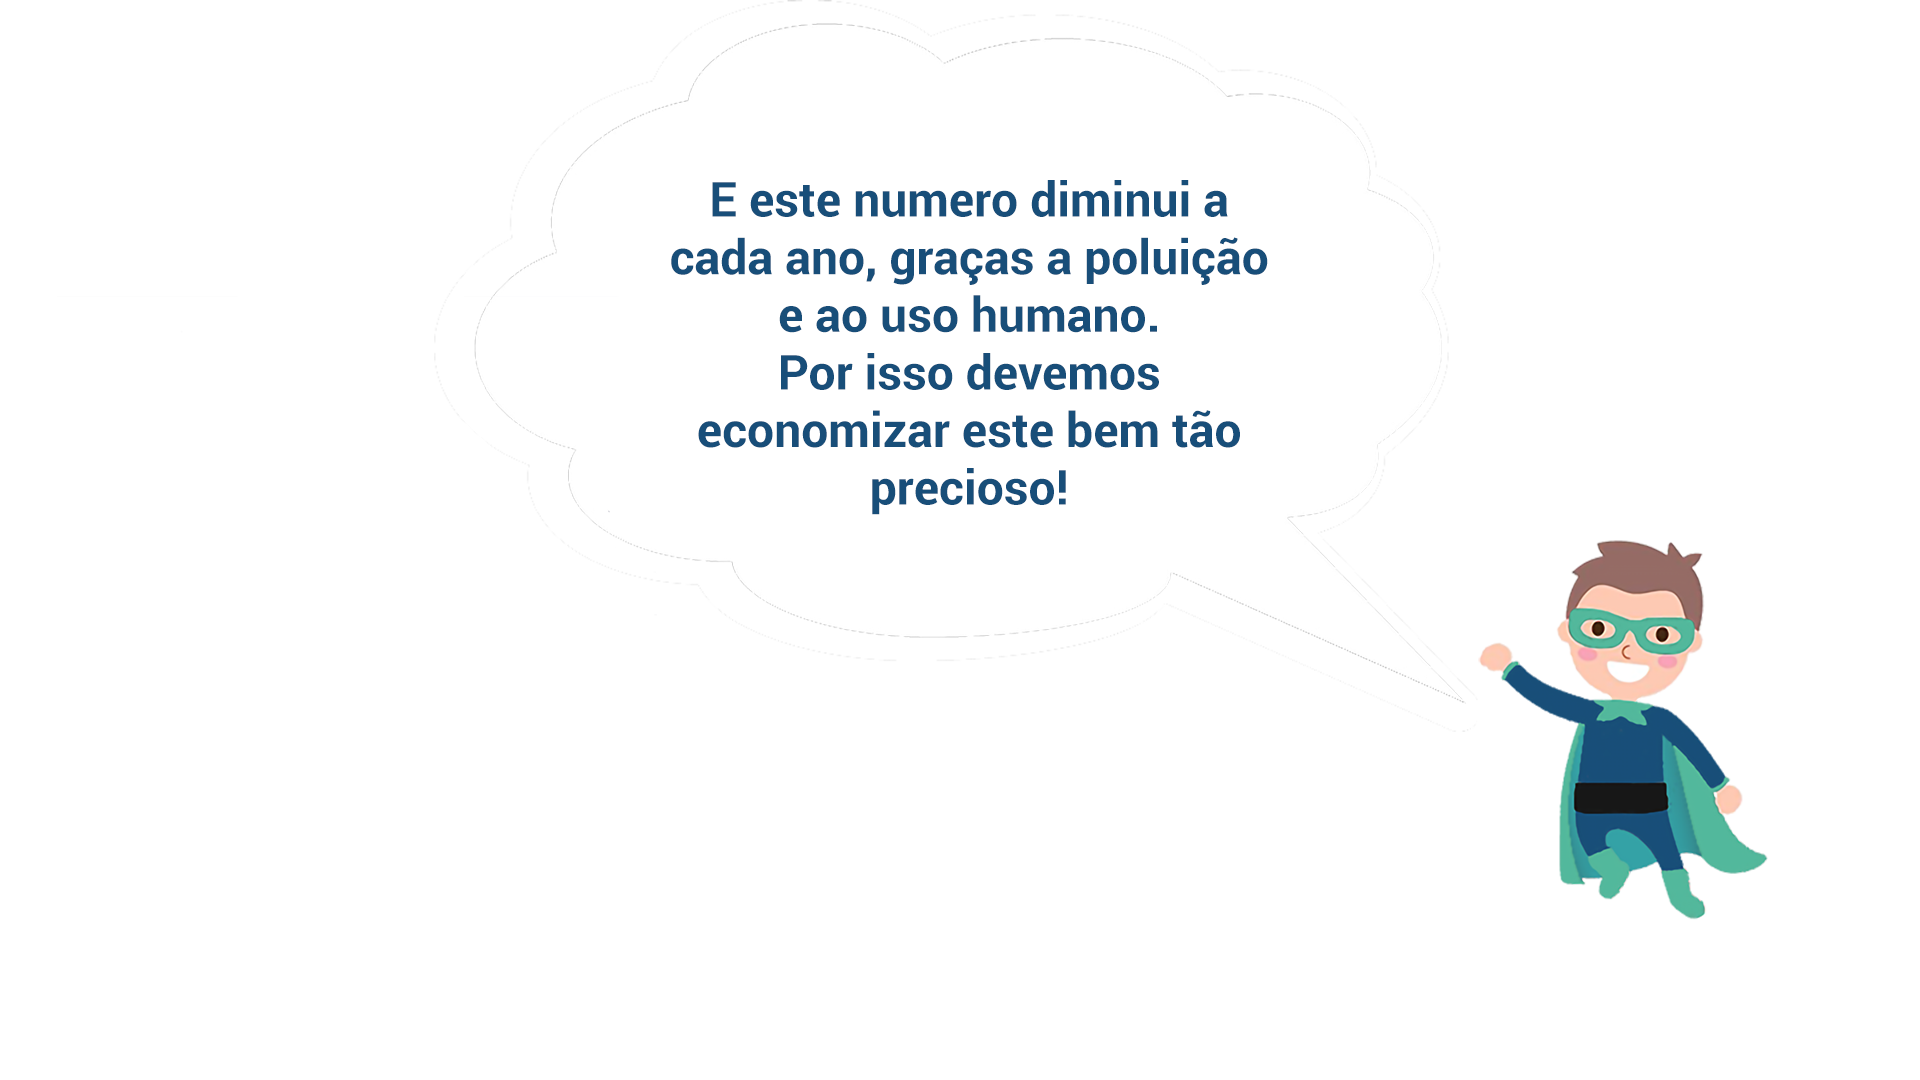 E este numero diminui a
cada ano, graças a poluição
e ao uso humano.
Por isso devemos
economizar este bem tão
precioso!